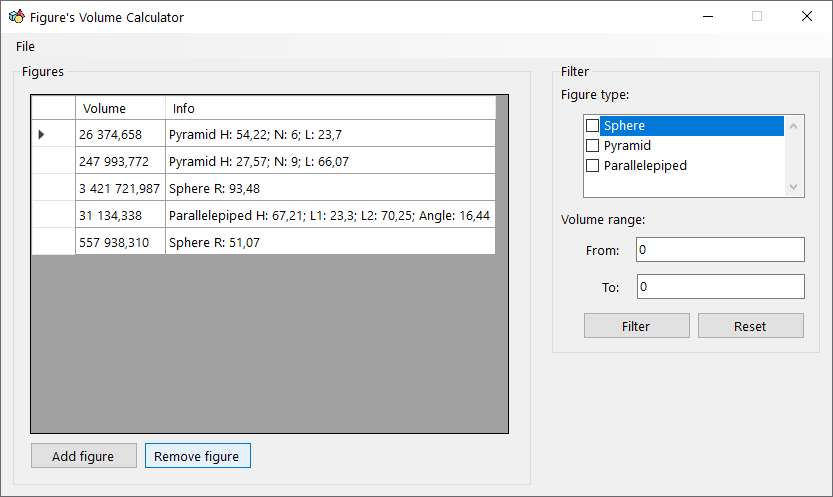 Figure's Volume Calculator
File
Figures
Volume Info
26 374,658 Pyramid H: 54,22; N: 6; L: 23,7
247 993,772 Pyramid H: 27,57; N: 9; L: 66,07
3 421 721,987 Sphere R: 93,48
31 134,338 Parallelepiped H: 67,21; L1: 23,3; L2: 70,25; Angle: 16,44
557 938,310 Sphere R: 51,07
Add figure Remove figure
Filter
Figure type:
Sphere
Pyramid
Parallelepiped
Volume range:
From: 0
To: 0
Filter Reset